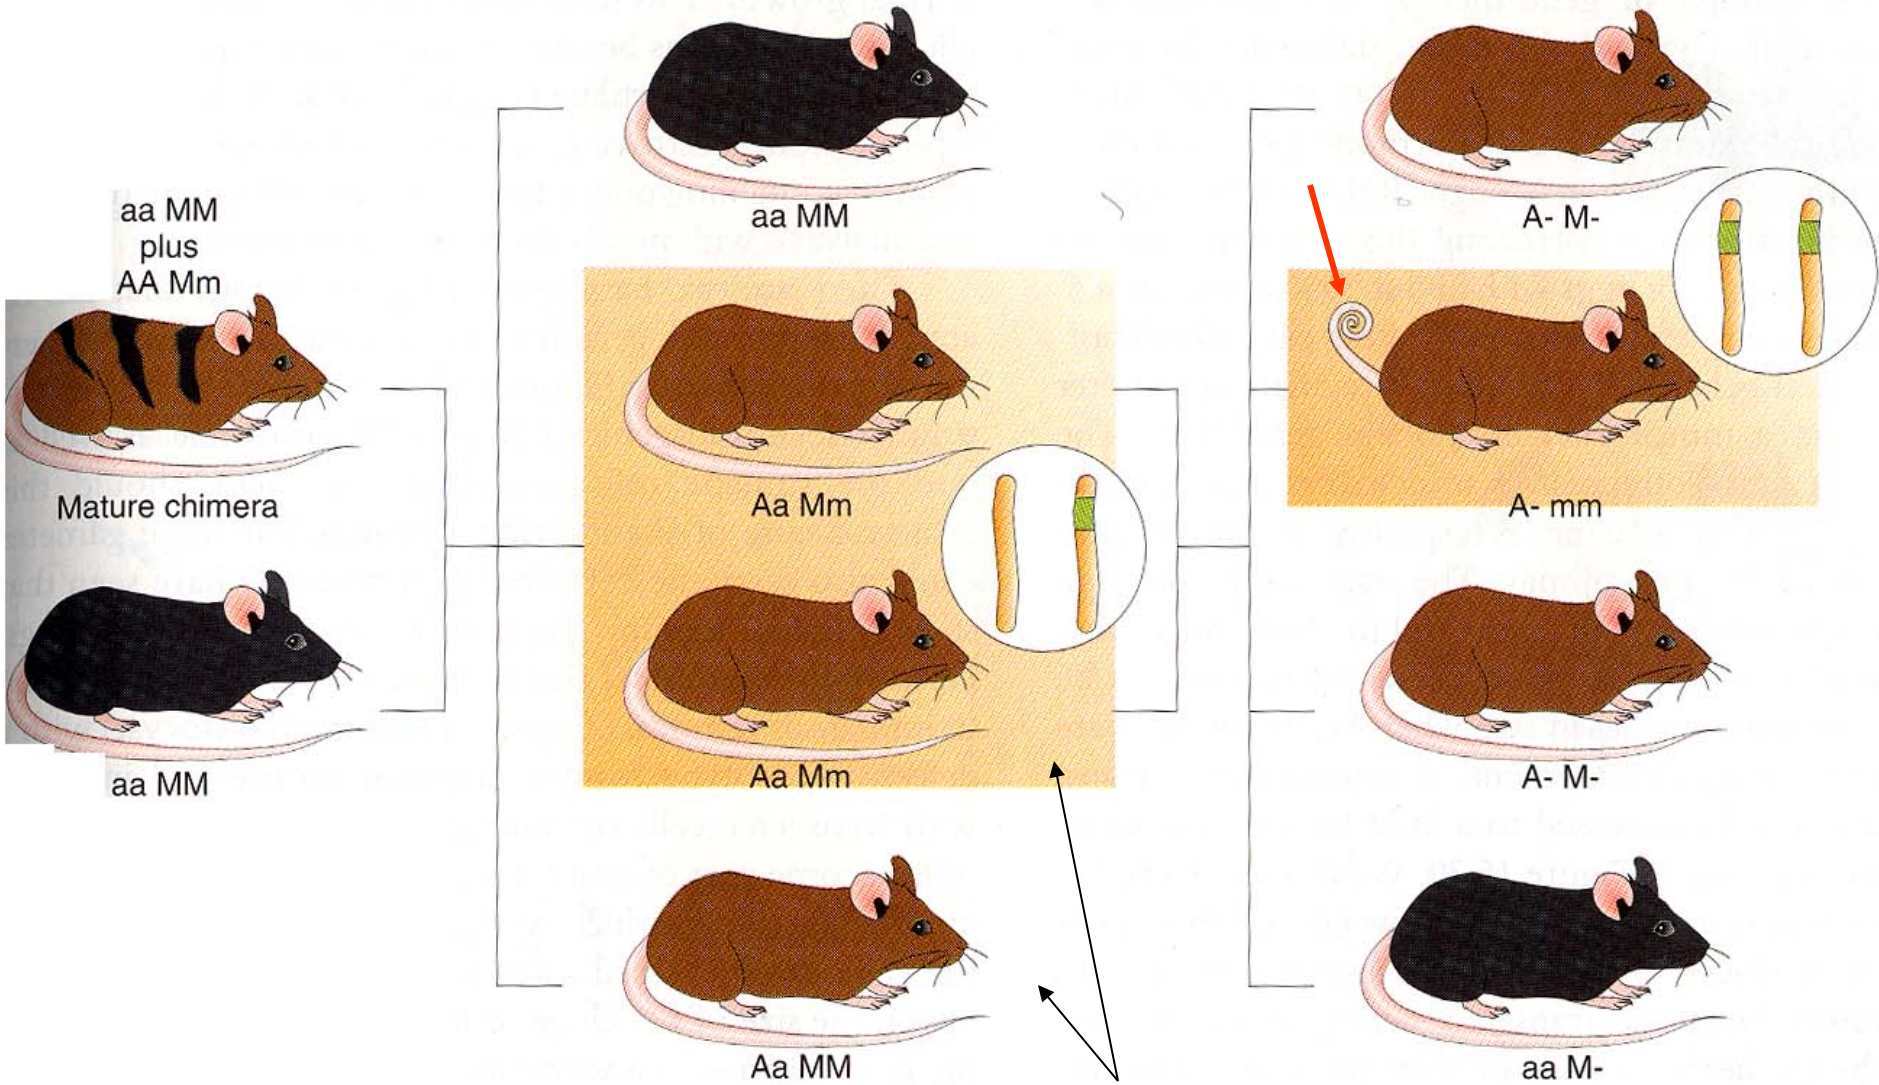 aa MM
plus
AA Mm
Mature chimera
aa MM
aa MM
Aa Mm
Aa Mm
Aa MM
A- M-
A- mm
A- M-
aa M-